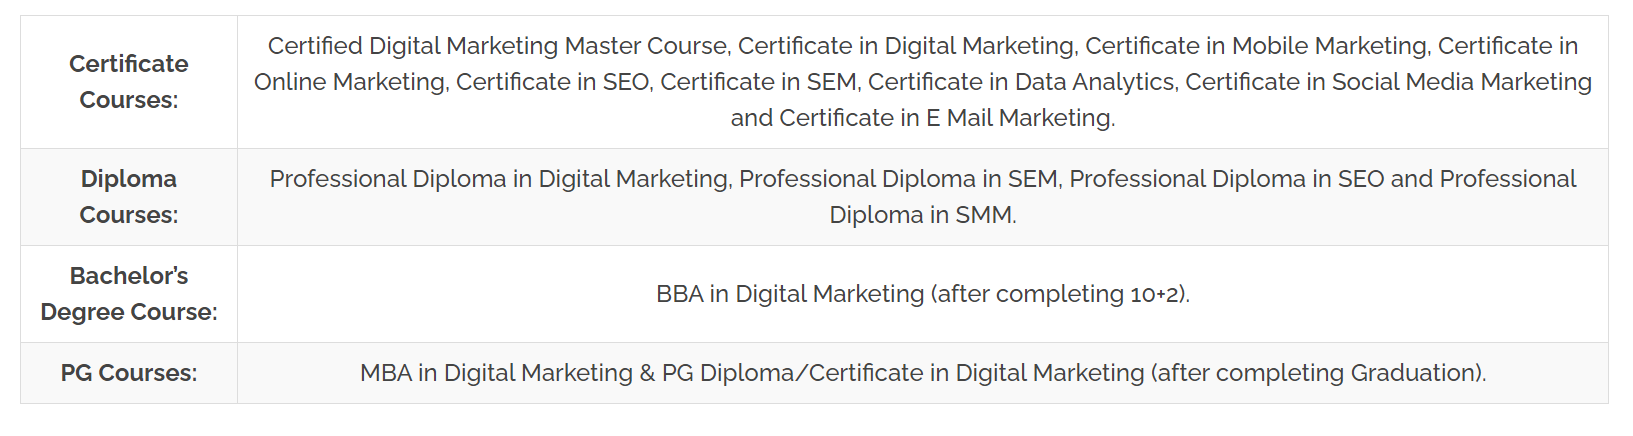 Certificate
Courses:
Certified Digital Marketing Master Course, Certificate in Digital Marketing, Certificate in Mobile Marketing, Certificate in
Online Marketing, Certificate in SEO, Certificate in SEM, Certificate in Data Analytics, Certificate in Social Media Marketing
and Certificate in E Mail Marketing.
Diploma
Courses:
Professional Diploma in Digital Marketing, Professional Diploma in SEM, Professional Diploma in SEO and Professional
Diploma in SMM.
Bachelor’s
Degree Course:
BBA in Digital Marketing (after completing 10+2).
PG Courses:
MBA in Digital Marketing & PG Diploma/Certificate in Digital Marketing (after completing Graduation).